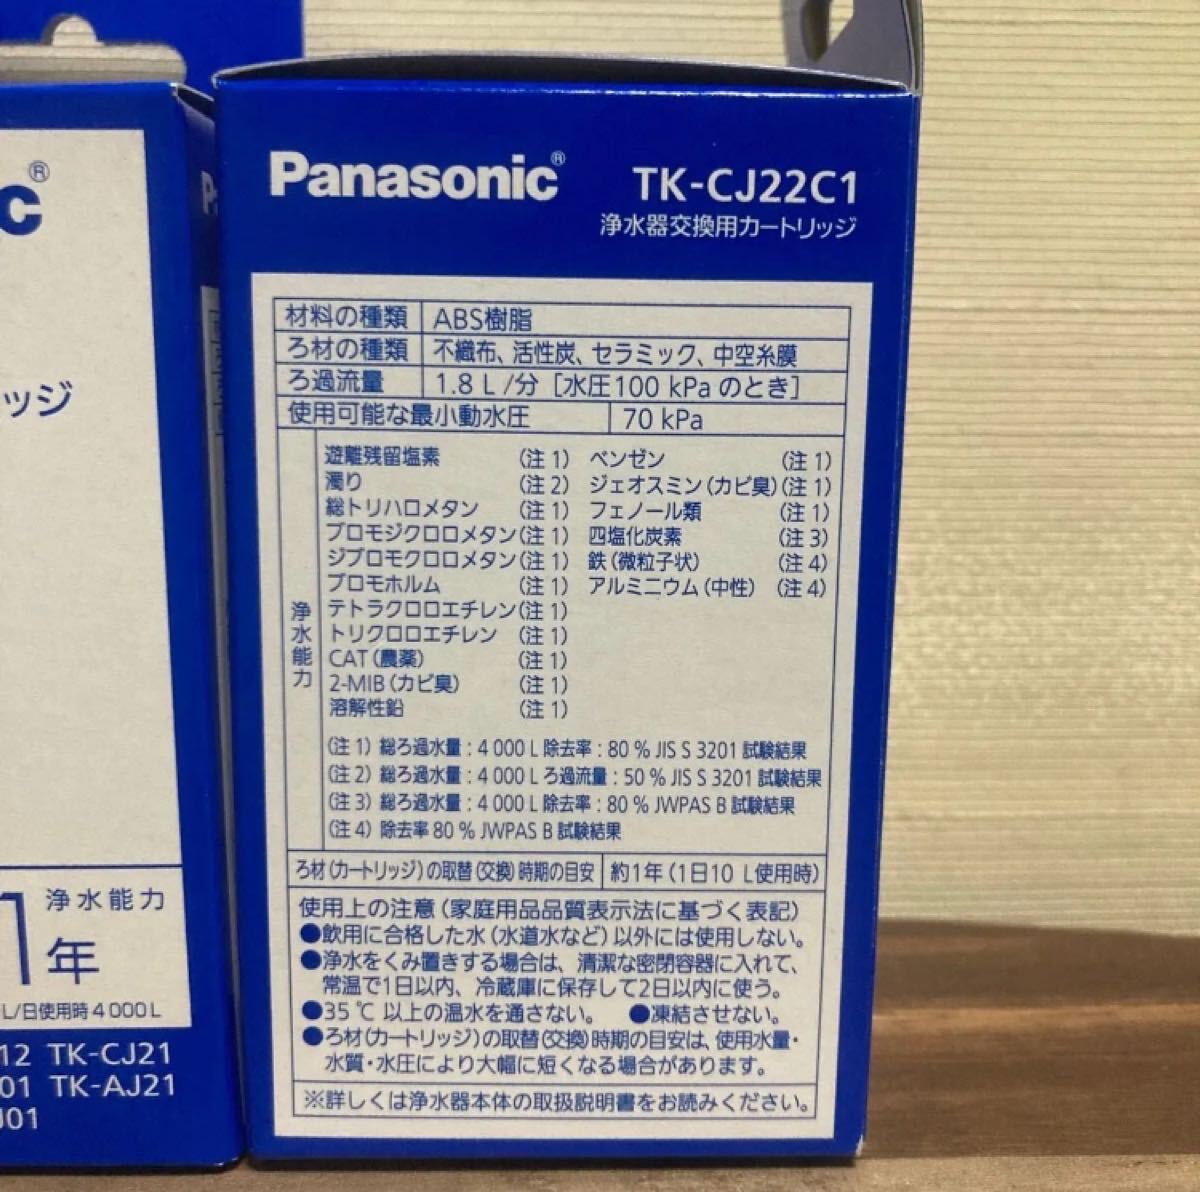 c®
ッジ
浄水能力
1年
L/日使用時4 000 L
12 TK-CJ21
01 TK-AJ21
J01
Panasonic® TK-CJ22C1
浄水器交換用カートリッジ
材料の種類 ABS樹脂
ろ材の種類 不織布、活性炭、セラミック、中空糸膜
ろ過流量 1.8 L /分 [水圧100 kPa のとき]
使用可能な最小動水圧 70 kPa
浄水能力
遊離残留塩素 (注 1) ベンゼン (注 1)
濁り (注 2) ジェオスミン(カビ臭)(注 1)
総トリハロメタン (注 1) フェノール類 (注 1)
ブロモジクロロメタン(注 1) 四塩化炭素 (注 3)
ジブロモクロロメタン(注 1) 鉄(微粒子状) (注 4)
ブロモホルム (注 1) アルミニウム(中性) (注 4)
テトラクロロエチレン(注 1)
トリクロロエチレン (注 1)
CAT(農薬) (注 1)
2-MIB(カビ臭) (注 1)
溶解性鉛 (注 1)
(注 1) 総ろ過水量：4 000 L 除去率：80 % JIS S 3201 試験結果
(注 2) 総ろ過水量：4 000 L ろ過流量：50 % JIS S 3201 試験結果
(注 3) 総ろ過水量：4 000 L 除去率：80 % JWPAS B 試験結果
(注 4) 除去率 80 % JWPAS B 試験結果
ろ材(カートリッジ)の取替(交換)時期の目安 約1年(1日10 L使用時)
使用上の注意(家庭用品品質表示法に基づく表記)
●飲用に合格した水(水道水など)以外には使用しない。
●浄水をくみ置きする場合は、清潔な密閉容器に入れて、
常温で1日以内、冷蔵庫に保存して2日以内に使う。
●35 ℃ 以上の温水を通さない。 ●凍結させない。
●ろ材(カートリッジ)の取替(交換)時期の目安は、使用水量・
水質・水圧により大幅に短くなる場合があります。
※詳しくは浄水器本体の取扱説明書をお読みください。